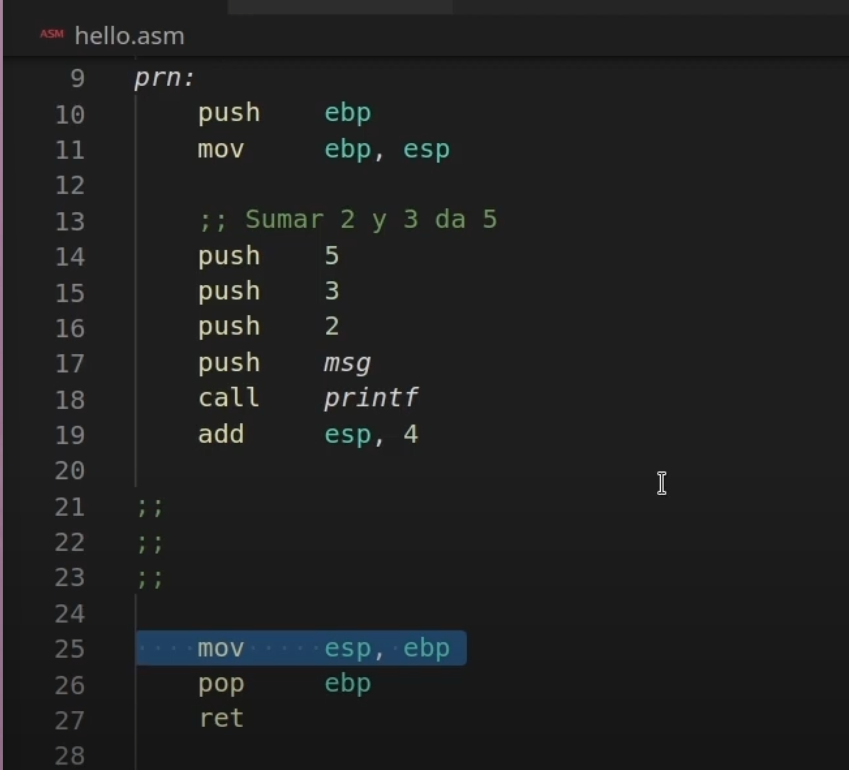 ASM hello.asm
9 prn:
10 push ebp
11 mov ebp, esp
12
13 ;; Sumar 2 y 3 da 5
14 push 5
15 push 3
16 push 2
17 push msg
18 call printf
19 add esp, 4
20
21 ;;
22 ;;
23 ;;
24
25 mov esp, ebp
26 pop ebp
27 ret
28